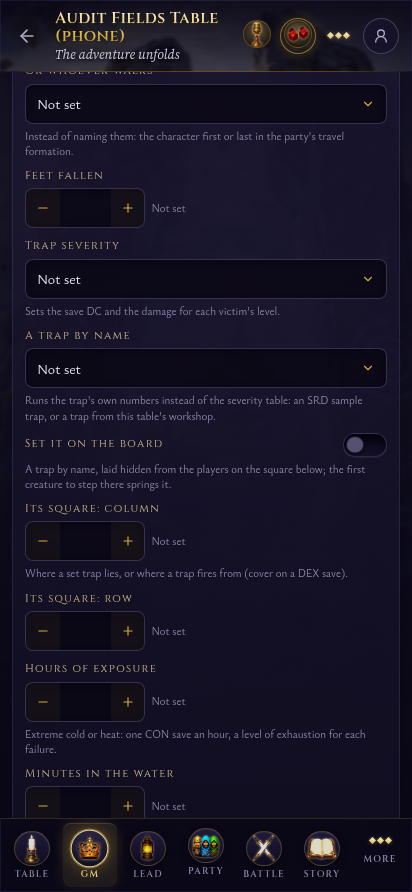 Audit Fields Table
(phone)
The adventure unfolds
Or whoever walks
Not set
Instead of naming them: the character first or last in the party's travel
formation.
Feet fallen
− + Not set
Trap severity
Not set
Sets the save DC and the damage for each victim's level.
A trap by name
Not set
Runs the trap's own numbers instead of the severity table: an SRD sample
trap, or a trap from this table's workshop.
Set it on the board
A trap by name, laid hidden from the players on the square below; the first
creature to step there springs it.
Its square: column
− + Not set
Where a set trap lies, or where a trap fires from (cover on a DEX save).
Its square: row
− + Not set
Hours of exposure
− + Not set
Extreme cold or heat: one CON save an hour, a level of exhaustion for each
failure.
Minutes in the water
− + Not set
TABLE GM LEAD PARTY BATTLE STORY MORE